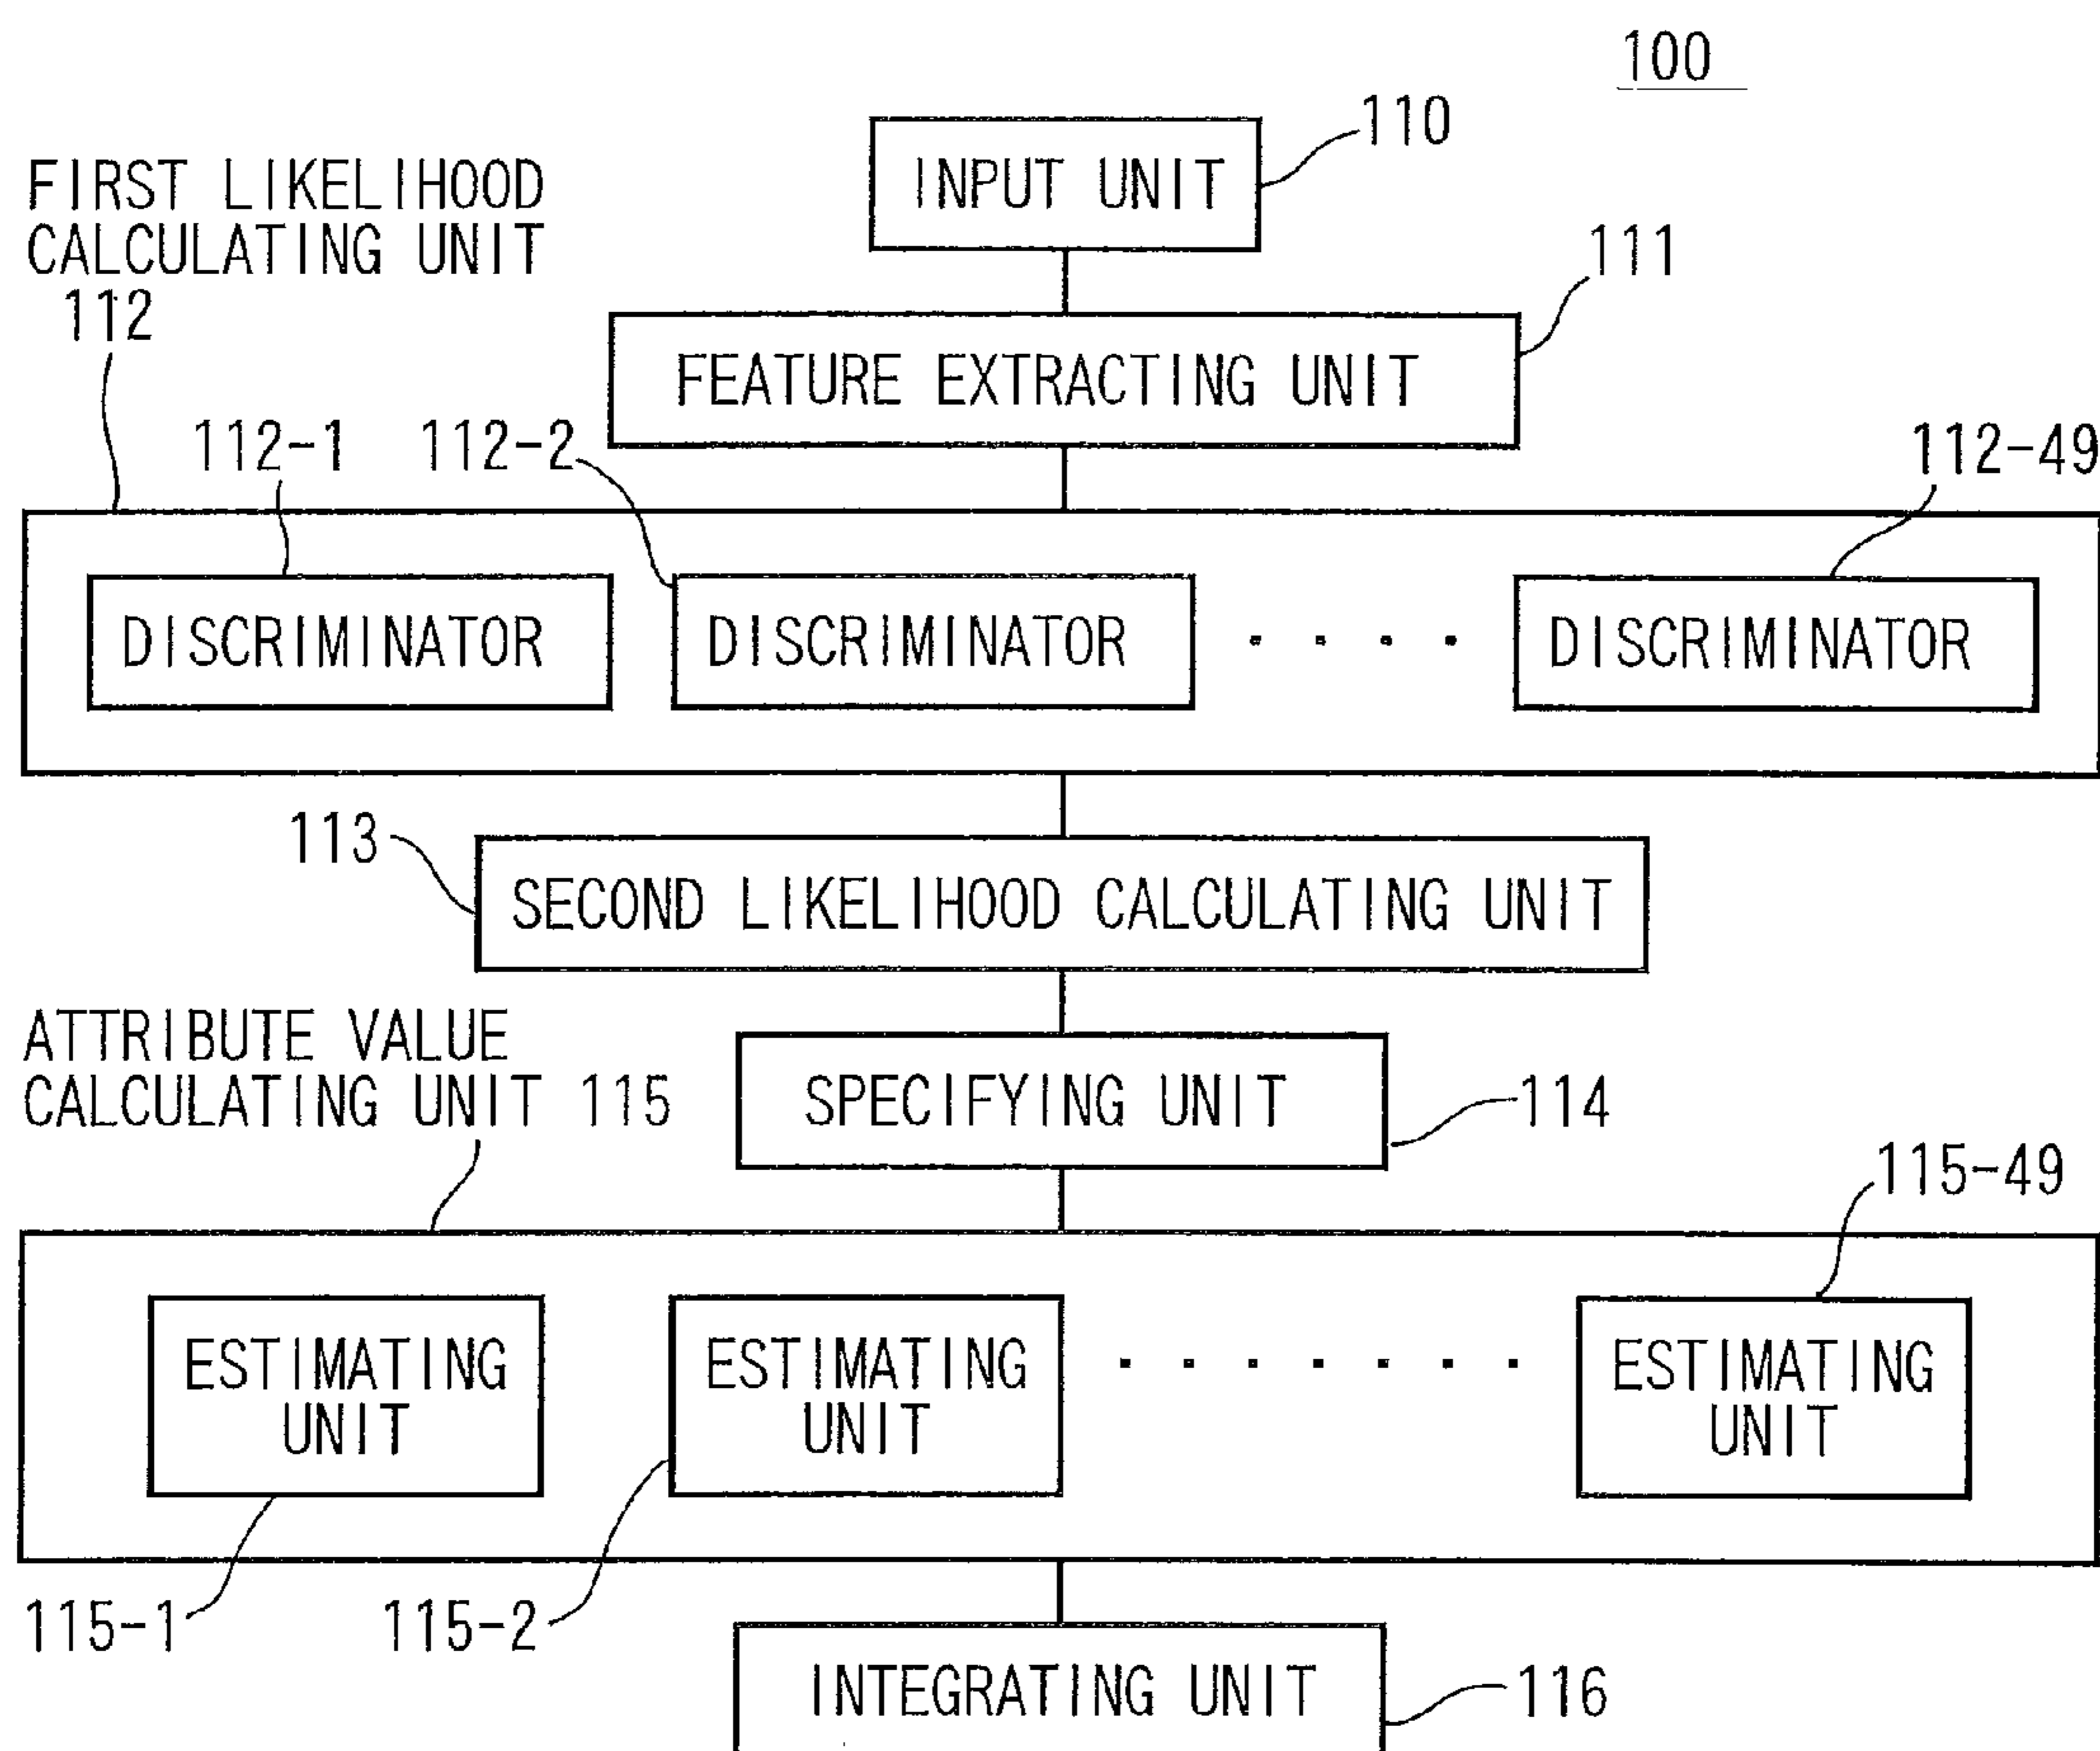 100
INPUT UNIT
110
FIRST LIKELIHOOD
CALCULATING UNIT
112
111
FEATURE EXTRACTING UNIT
112-1
112-2
112-49
DISCRIMINATOR
DISCRIMINATOR
· · · ·
DISCRIMINATOR
113
SECOND LIKELIHOOD CALCULATING UNIT
ATTRIBUTE VALUE
CALCULATING UNIT 115
SPECIFYING UNIT
114
115-49
ESTIMATING
UNIT
ESTIMATING
UNIT
· · · · · · ·
ESTIMATING
UNIT
115-1
115-2
INTEGRATING UNIT
116